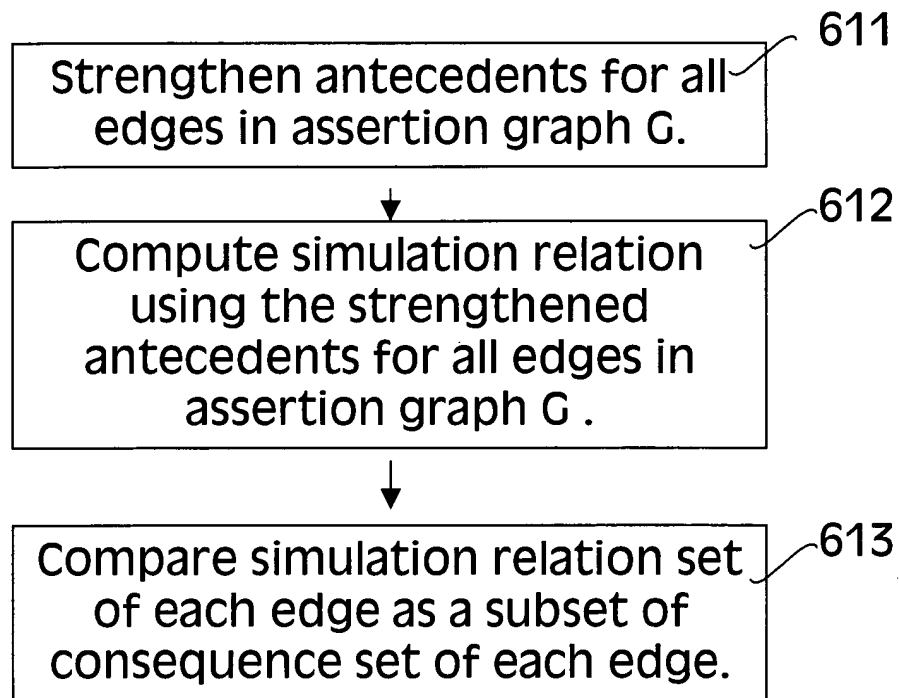 611
Strengthen antecedents for all
edges in assertion graph G.
612
Compute simulation relation
using the strengthened
antecedents for all edges in
assertion graph G .
613
Compare simulation relation set
of each edge as a subset of
consequence set of each edge.